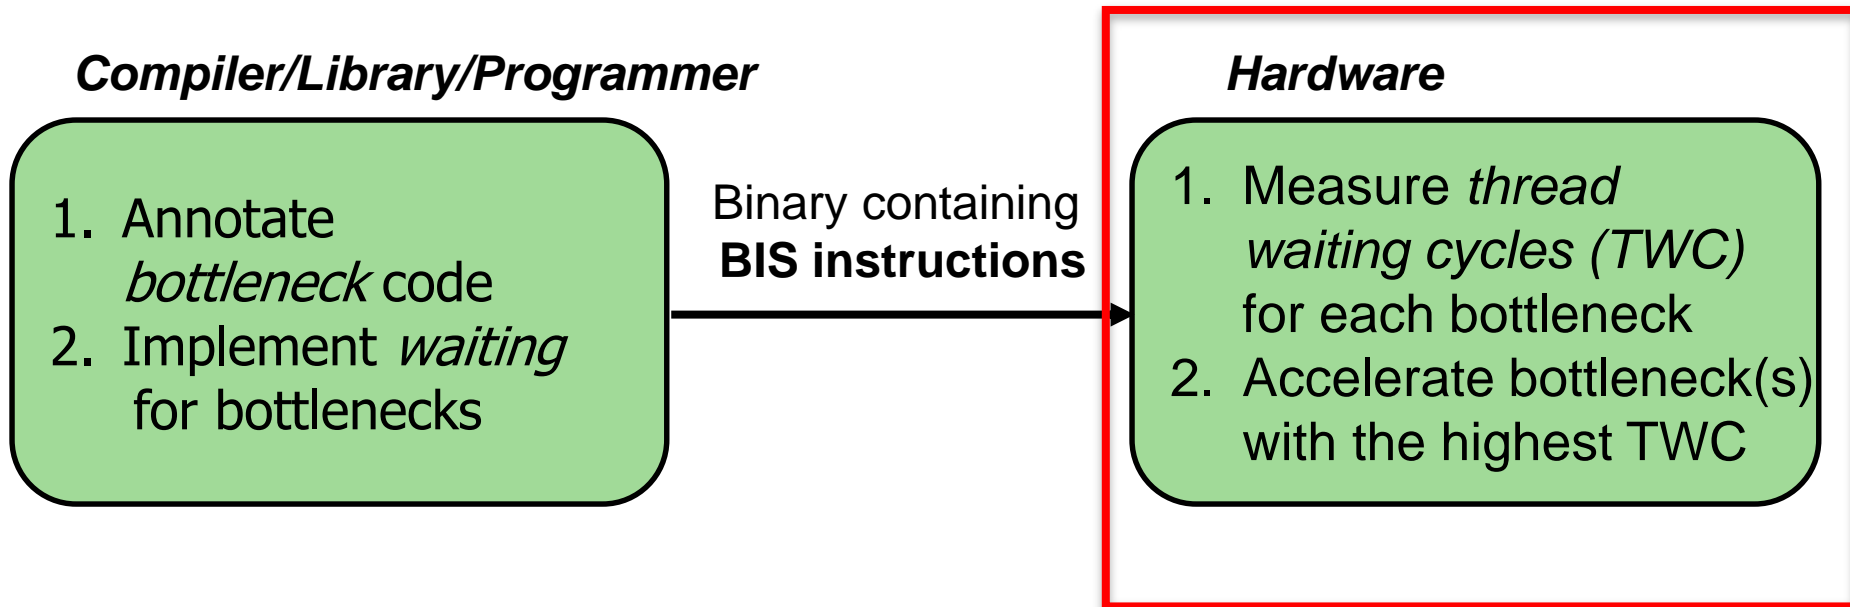 Compiler/Library/Programmer
1. Annotate
bottleneck code
2. Implement waiting
for bottlenecks
Binary containing
BIS instructions
Hardware
1. Measure thread
waiting cycles (TWC)
for each bottleneck
2. Accelerate bottleneck(s)
with the highest TWC